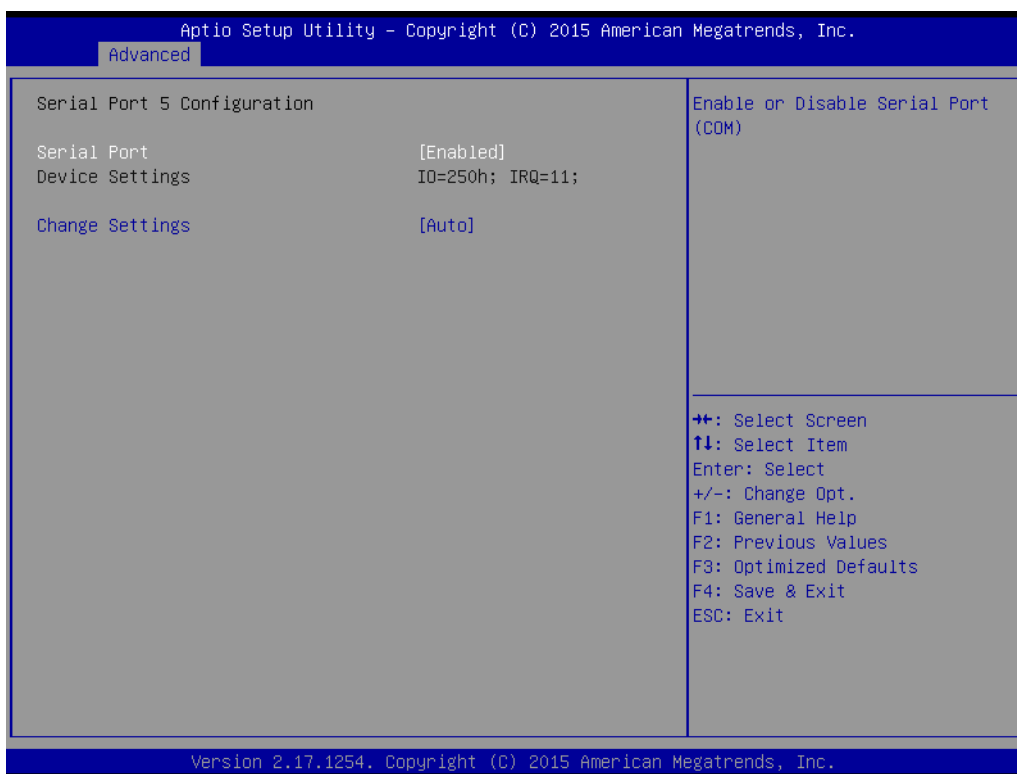 Aptio Setup Utility – Copyright (C) 2015 American Megatrends, Inc.
Advanced
Serial Port 5 Configuration
Serial Port [Enabled]
Device Settings IO=250h; IRQ=11;
Change Settings [Auto]
Enable or Disable Serial Port
(COM)
→←: Select Screen
↑↓: Select Item
Enter: Select
+/-: Change Opt.
F1: General Help
F2: Previous Values
F3: Optimized Defaults
F4: Save & Exit
ESC: Exit
Version 2.17.1254. Copyright (C) 2015 American Megatrends, Inc.